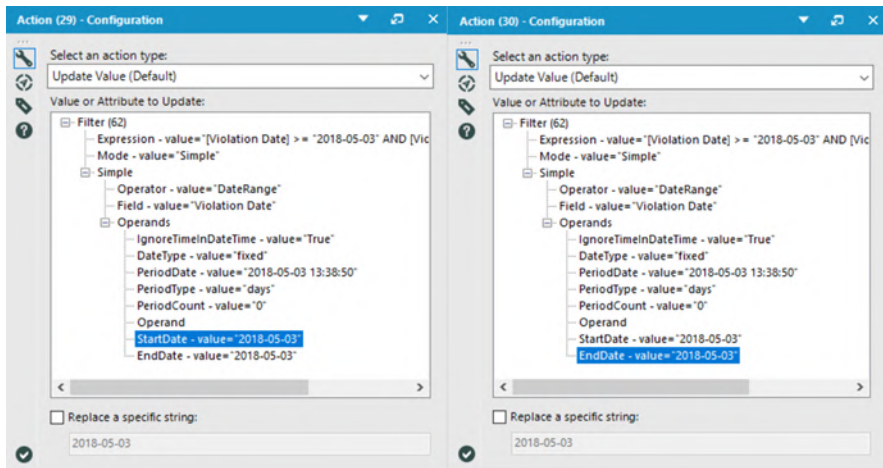 Action (29) - Configuration
Select an action type:
Update Value (Default)
Value or Attribute to Update:
Filter (62)
Expression - value="[Violation Date] >= "2018-05-03" AND [Vic
Mode - value="Simple"
Simple
Operator - value="DateRange"
Field - value="Violation Date"
Operands
IgnoreTimeInDateTime - value="True"
DateType - value="fixed"
PeriodDate - value="2018-05-03 13:38:50"
PeriodType - value="days"
PeriodCount - value="0"
Operand
StartDate - value="2018-05-03"
EndDate - value="2018-05-03"
Replace a specific string:
2018-05-03
Action (30) - Configuration
Select an action type:
Update Value (Default)
Value or Attribute to Update:
Filter (62)
Expression - value="[Violation Date] >= "2018-05-03" AND [Vic
Mode - value="Simple"
Simple
Operator - value="DateRange"
Field - value="Violation Date"
Operands
IgnoreTimeInDateTime - value="True"
DateType - value="fixed"
PeriodDate - value="2018-05-03 13:38:50"
PeriodType - value="days"
PeriodCount - value="0"
Operand
StartDate - value="2018-05-03"
EndDate - value="2018-05-03"
Replace a specific string:
2018-05-03